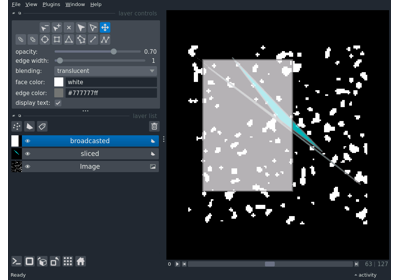 File View Plugins Window Help
layer controls
opacity: 0.70
edge width: 1
blending: translucent
face color: white
edge color: #777777ff
display text:
layer list
broadcasted
sliced
Image
63 127
Ready
activity